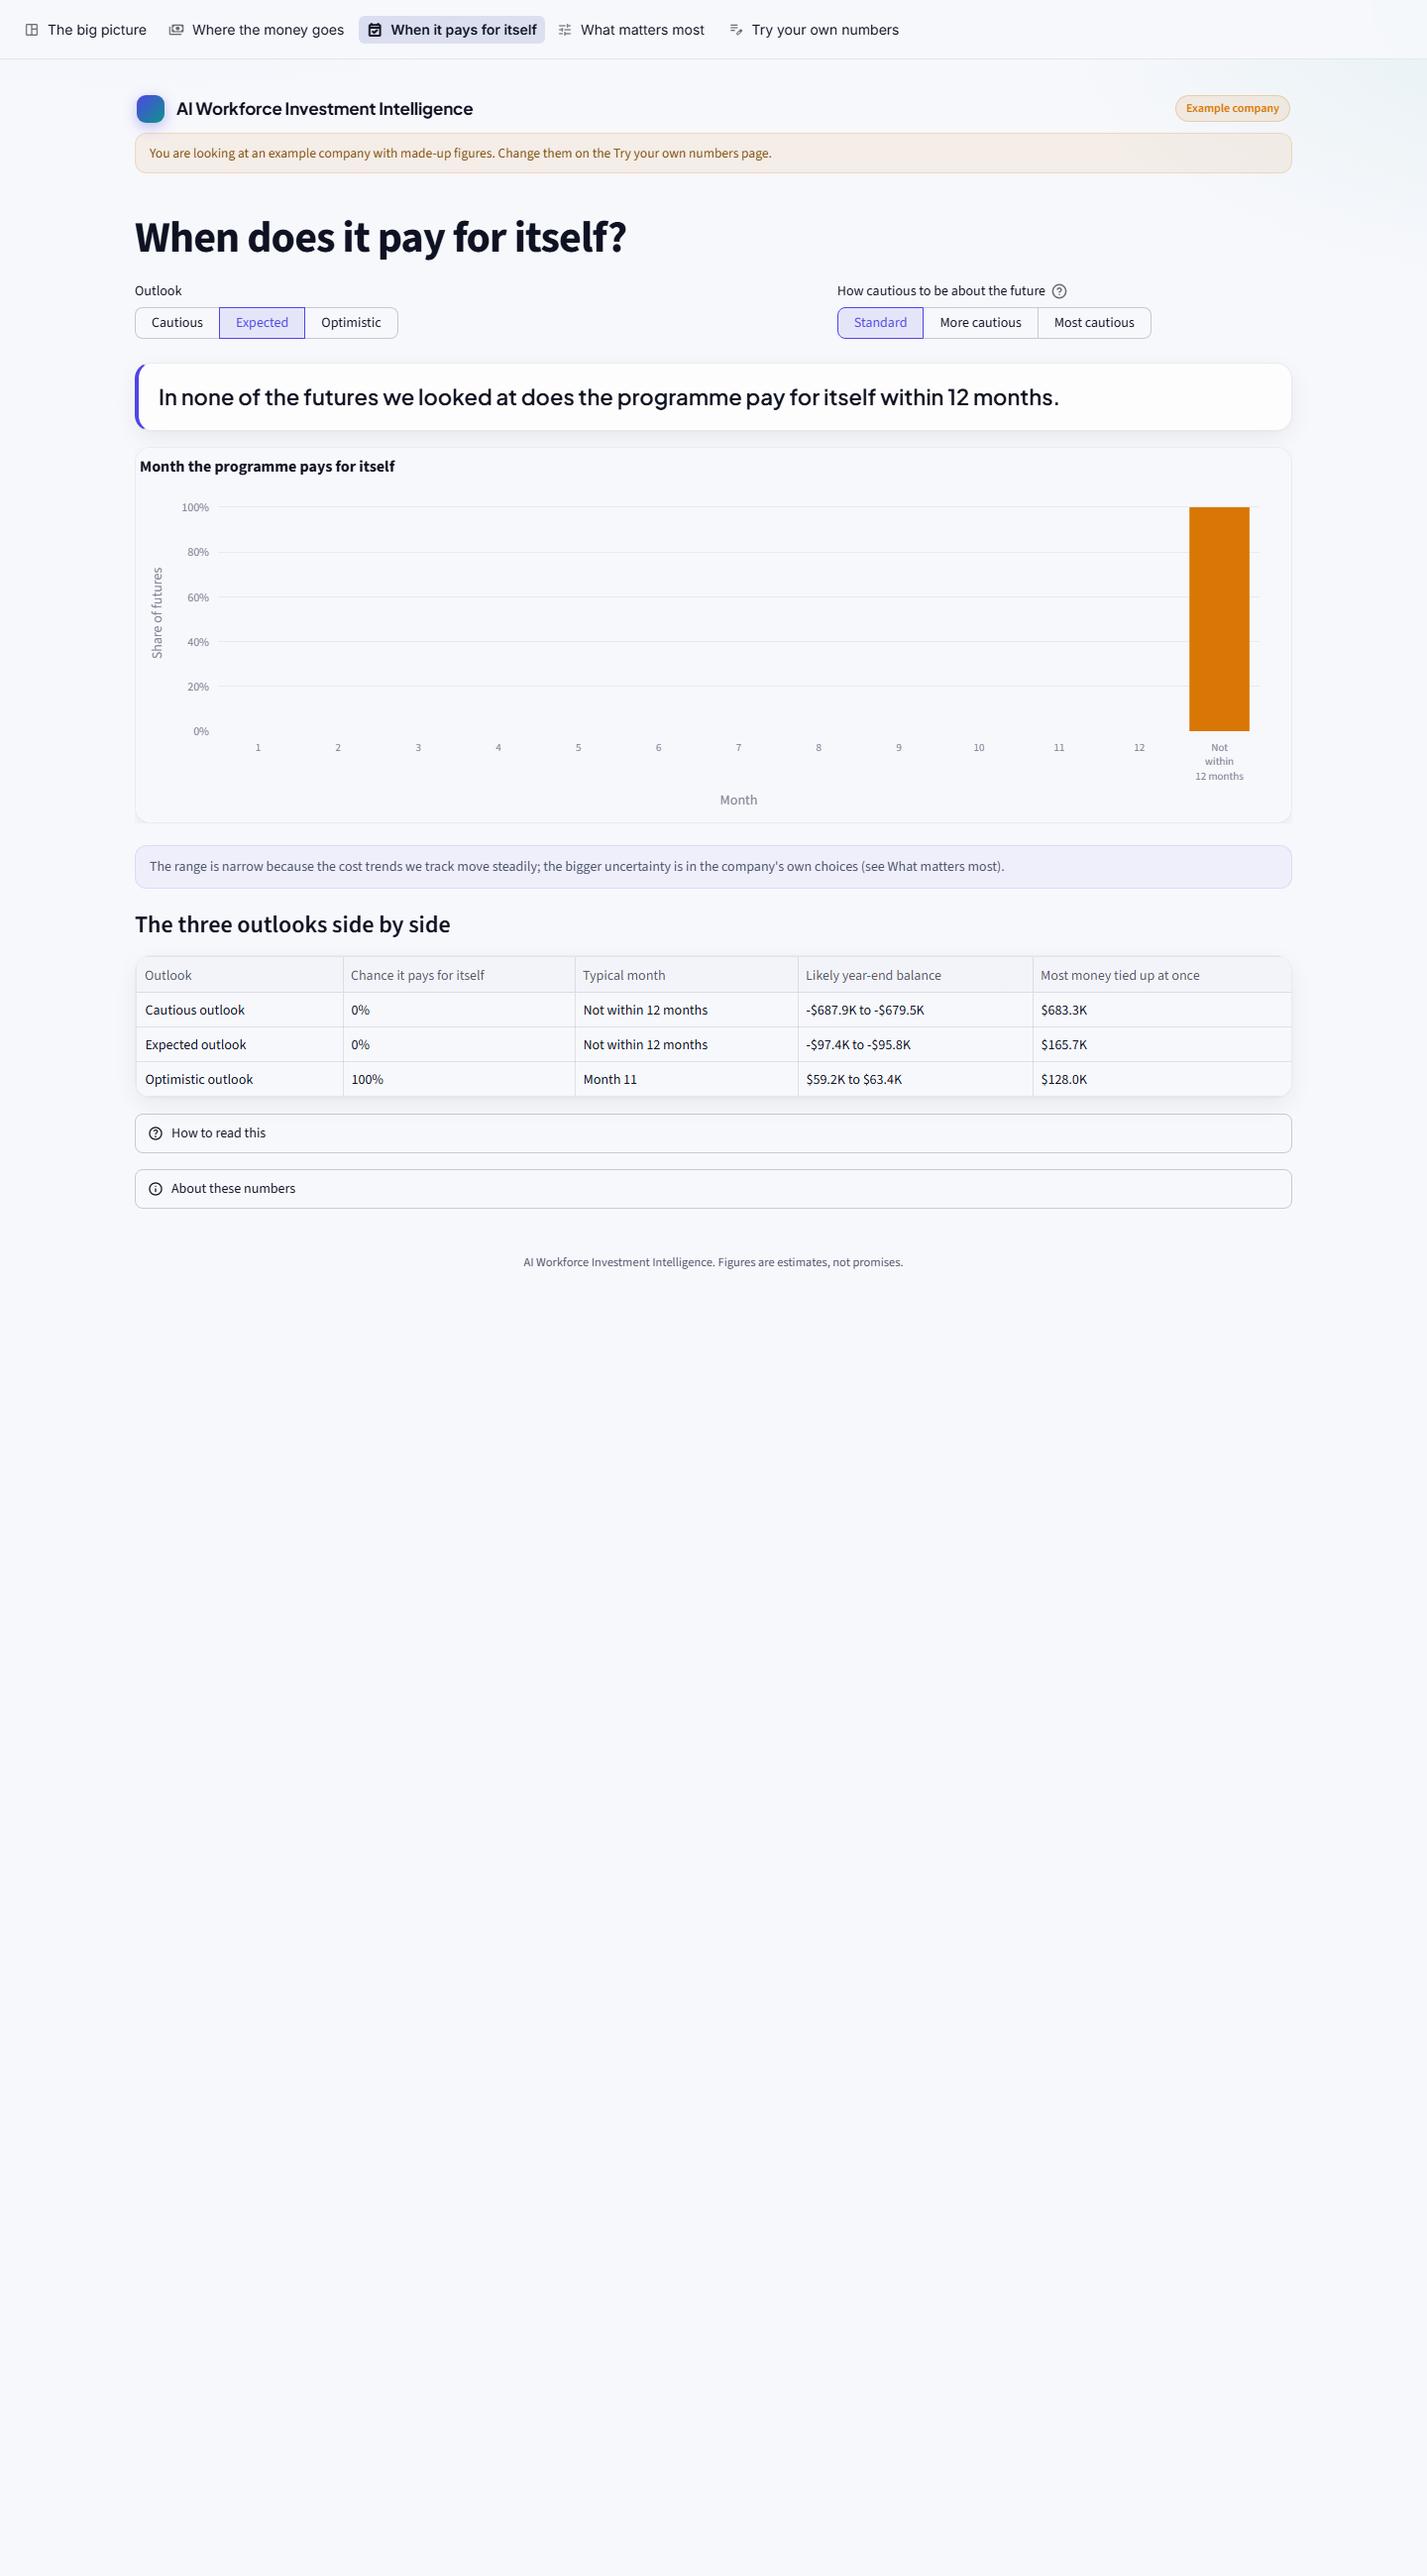 The big picture
Where the money goes
When it pays for itself
What matters most
Try your own numbers
AI Workforce Investment Intelligence
Example company
You are looking at an example company with made-up figures. Change them on the Try your own numbers page.
When does it pay for itself?
Outlook
Cautious
Expected
Optimistic
How cautious to be about the future
Standard
More cautious
Most cautious
In none of the futures we looked at does the programme pay for itself within 12 months.
Month the programme pays for itself
Share of futures
100%
80%
60%
40%
20%
0%
1 2 3 4 5 6 7 8 9 10 11 12
Not
within
12 months
Month
The range is narrow because the cost trends we track move steadily; the bigger uncertainty is in the company's own choices (see What matters most).
The three outlooks side by side
Outlook Chance it pays for itself Typical month Likely year-end balance Most money tied up at once
Cautious outlook 0% Not within 12 months -$687.9K to -$679.5K $683.3K
Expected outlook 0% Not within 12 months -$97.4K to -$95.8K $165.7K
Optimistic outlook 100% Month 11 $59.2K to $63.4K $128.0K
How to read this
About these numbers
AI Workforce Investment Intelligence. Figures are estimates, not promises.